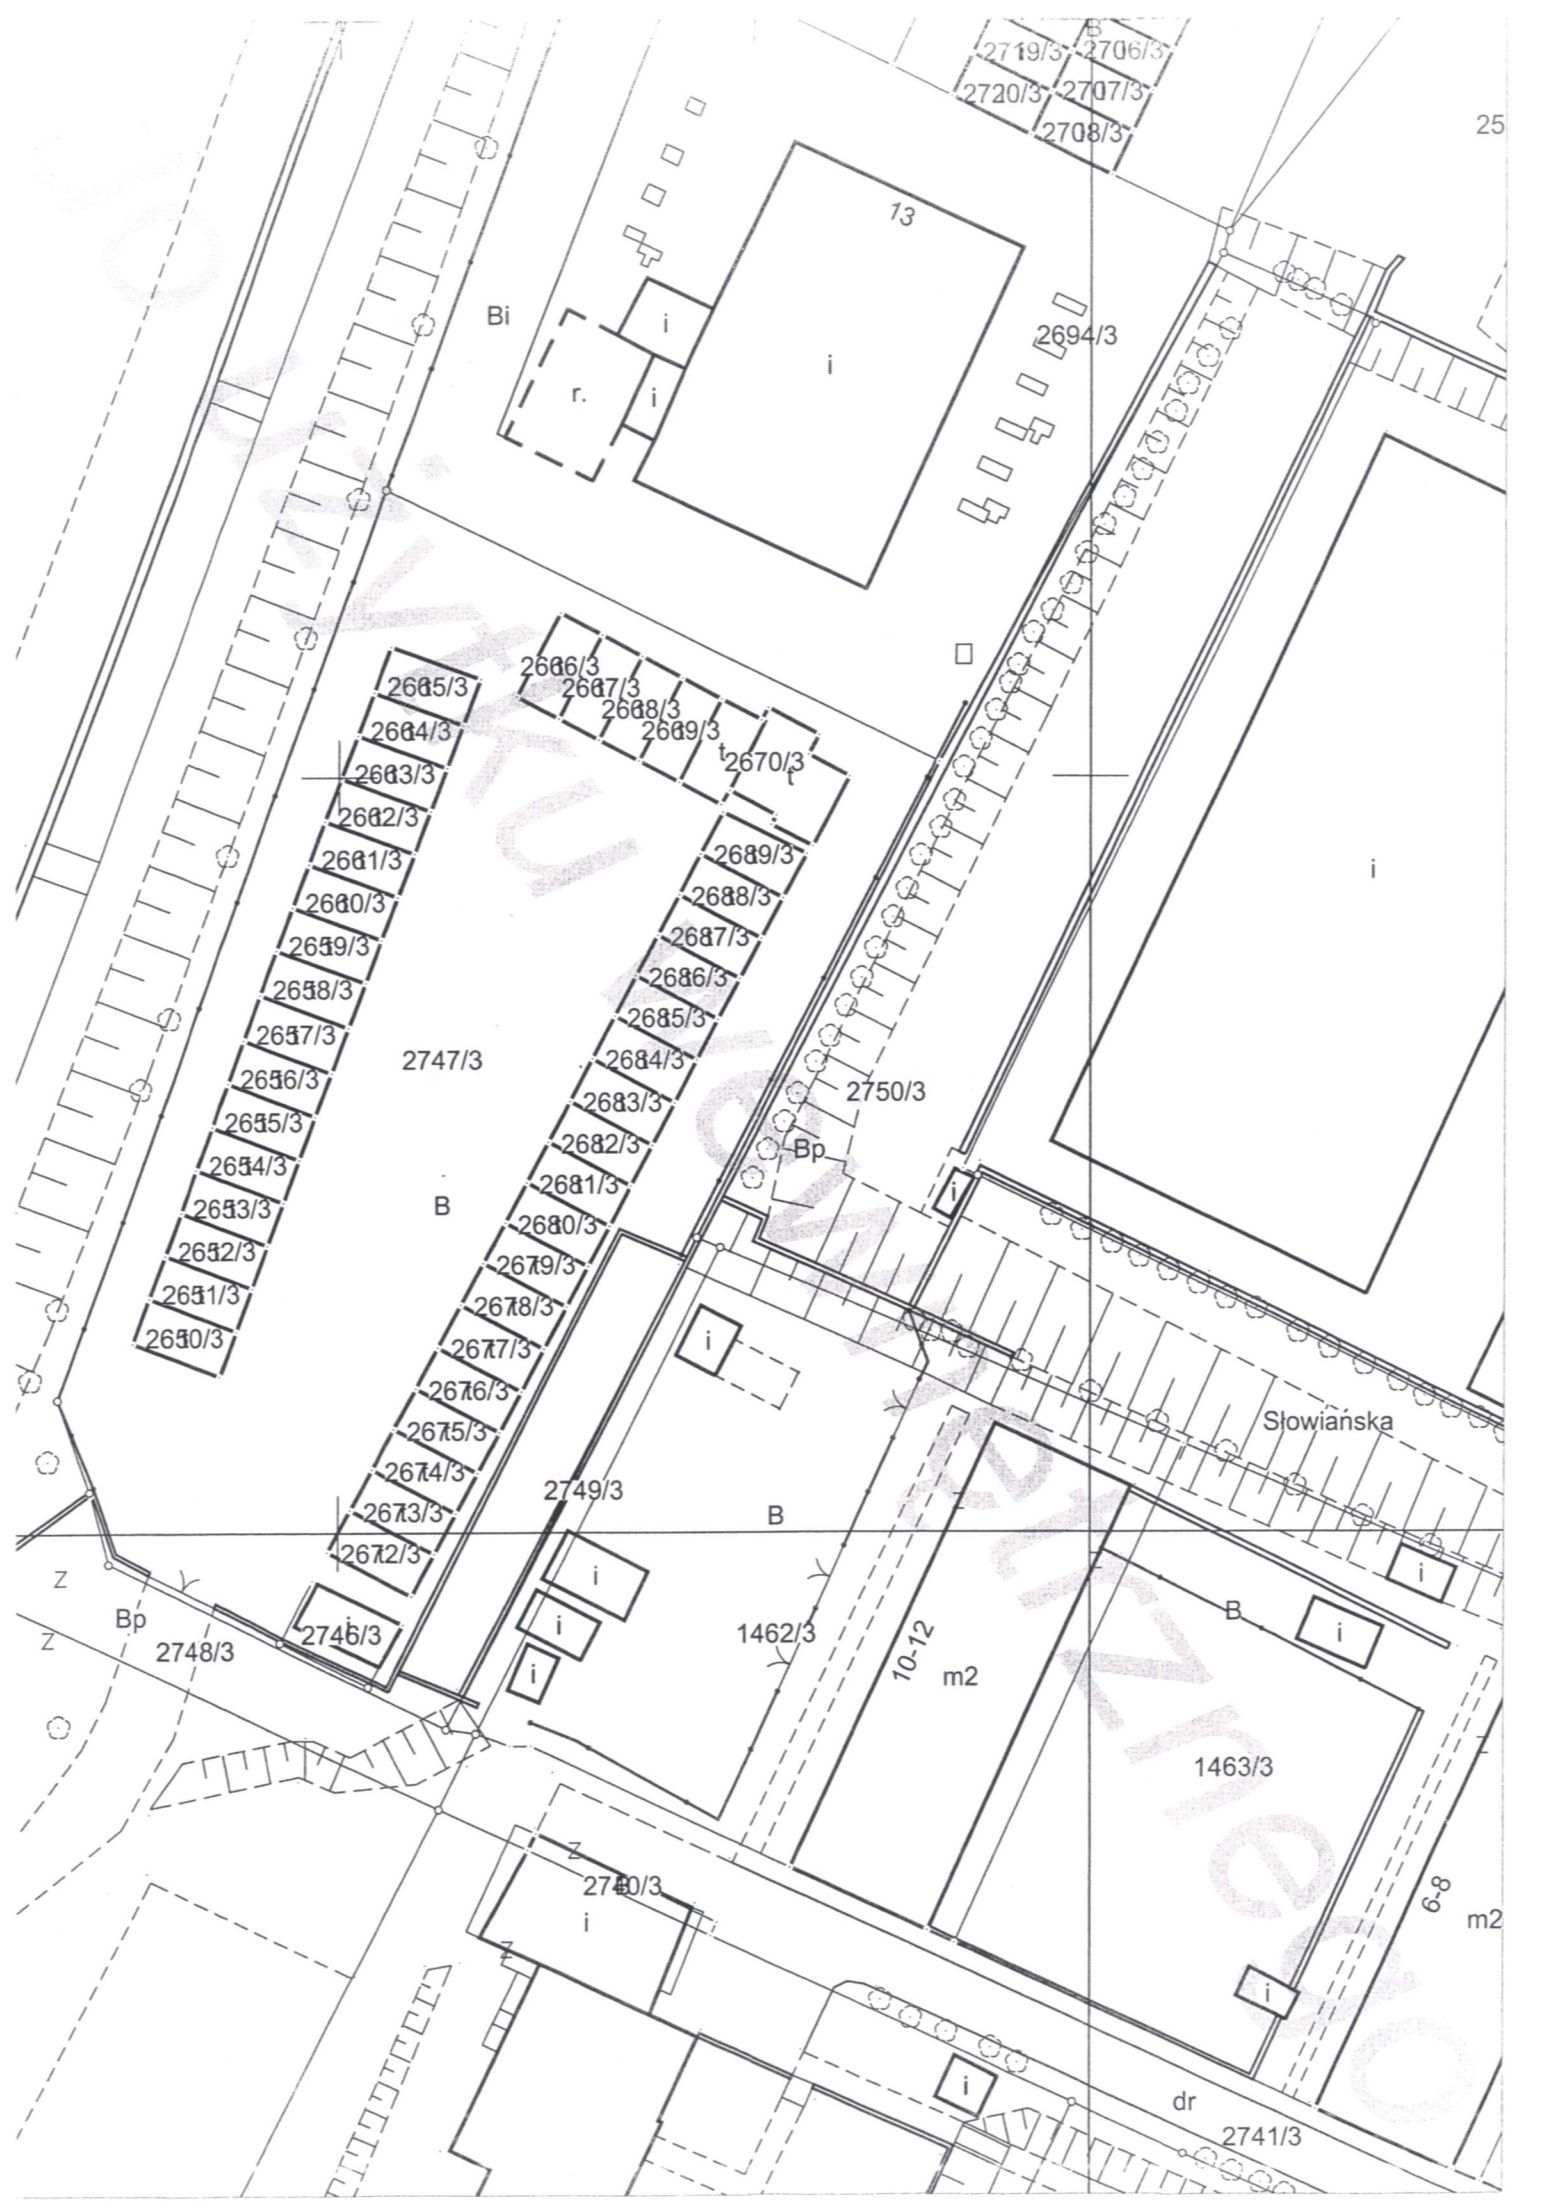 B
2719/3 2706/3
2720/3 2707/3
2708/3
25
13
Bi
i
2694/3
i
r.
i
i
2666/3
2665/3 2667/3
2668/3
2664/3 2669/3
t
2670/3
2663/3 t
2662/3
2661/3 2689/3
2660/3 2688/3
2659/3 2687/3
2658/3 2686/3
2657/3 2685/3
2747/3 2684/3
2656/3 2683/3 2750/3
2655/3 2682/3 Bp
2654/3 2681/3 i
2653/3 B 2680/3
2652/3 2679/3
2651/3 2678/3
2650/3 2677/3 i
2676/3
2675/3 Słowiańska
2674/3
2749/3
2673/3 B
2672/3
z i i
Bp i B i
z 2748/3 i 2746/3 1462/3
10-12
i m2
z
1463/3
z
2740/3
6-8
i m2
z
i
i
dr
2741/3
do użytku wewnętrznego